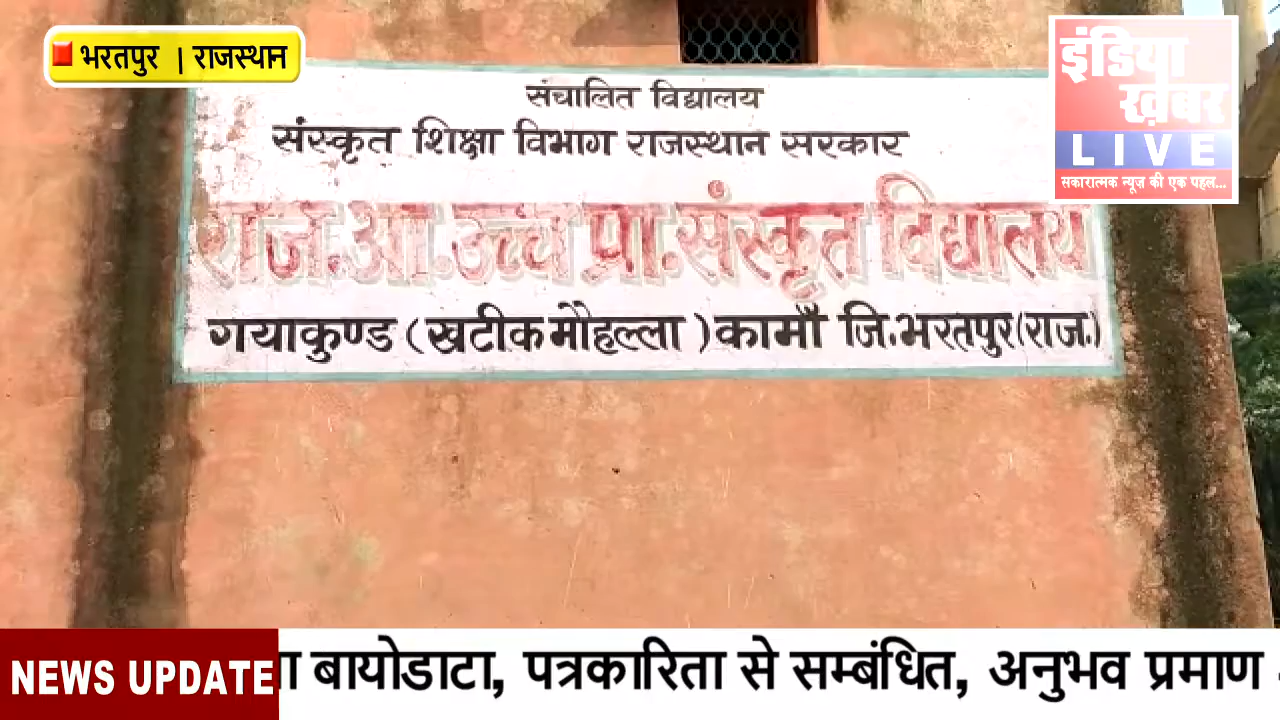 भरतपुर | राजस्थान
इंडिया
ख़बर
LIVE
सकारात्मक न्यूज़ की एक पहल...
संचालित विद्यालय
संस्कृत शिक्षा विभाग राजस्थान सरकार
राज.आ.उच्च प्रा.संस्कृत विद्यालय
गयाकुण्ड (खटीक मौहल्ला) कामाँ जि.भरतपुर(राज.)
NEWS UPDATE
बायोडाटा, पत्रकारिता से सम्बंधित, अनुभव प्रमाण